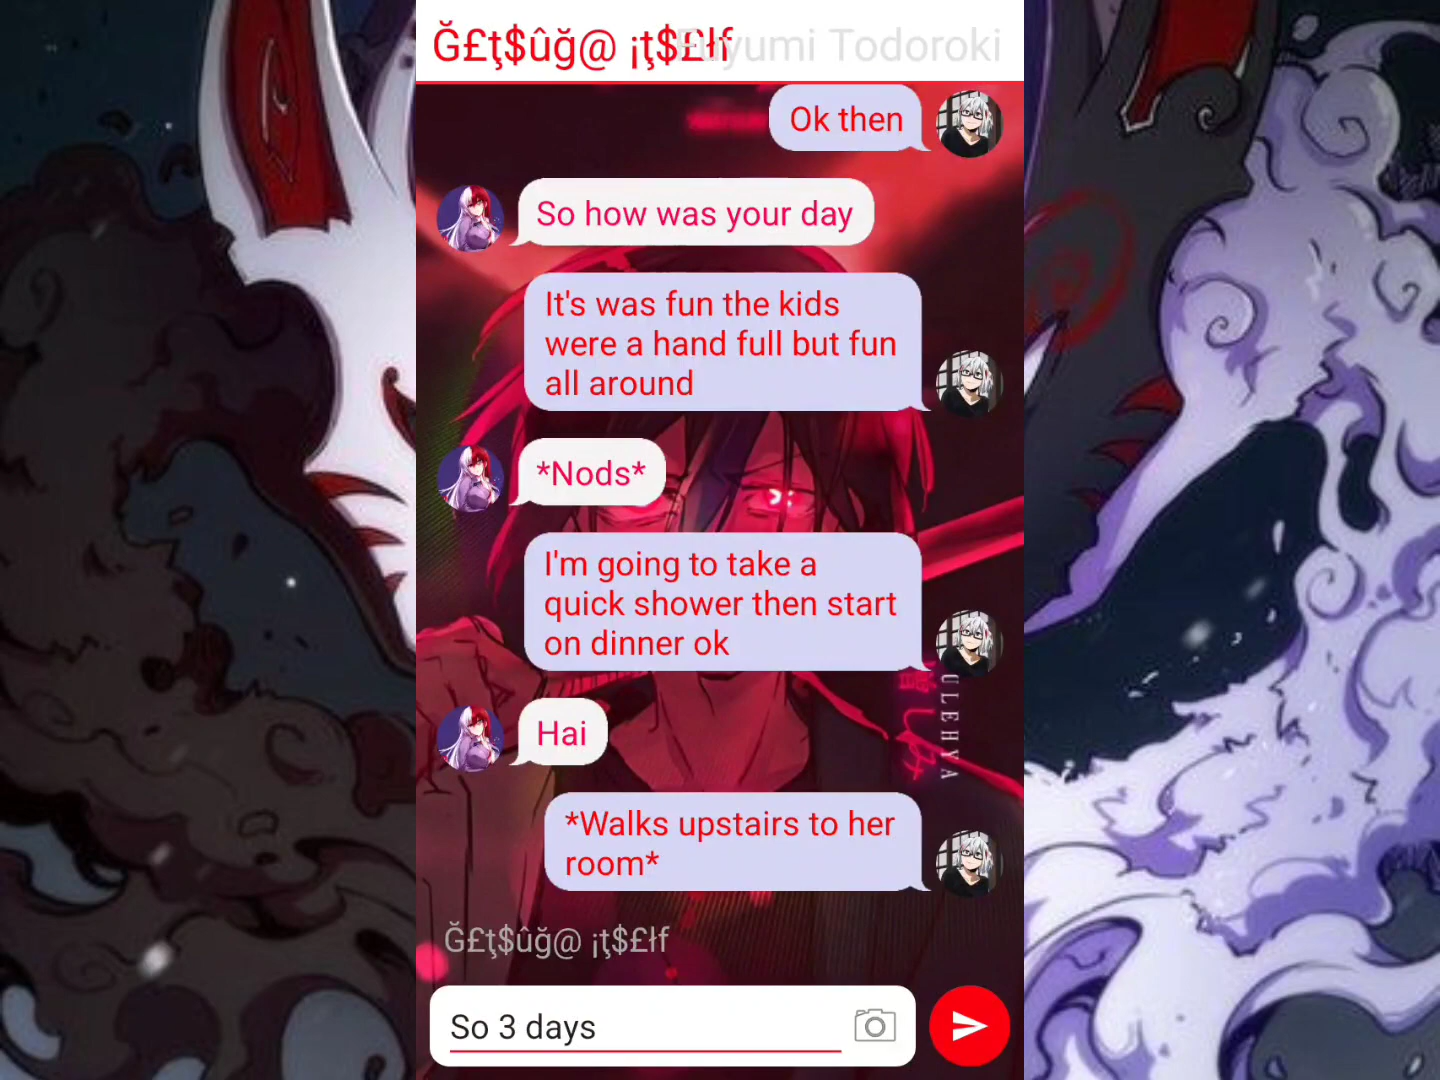 Ğ£ţ$ûğ@ ¡ţ$£łf
Fuyumi Todoroki
Ok then
So how was your day
It's was fun the kids
were a hand full but fun
all around
*Nods*
I'm going to take a
quick shower then start
on dinner ok
Hai
ULEHYA
*Walks upstairs to her
room*
Ğ£ţ$ûğ@ ¡ţ$£łf
So 3 days